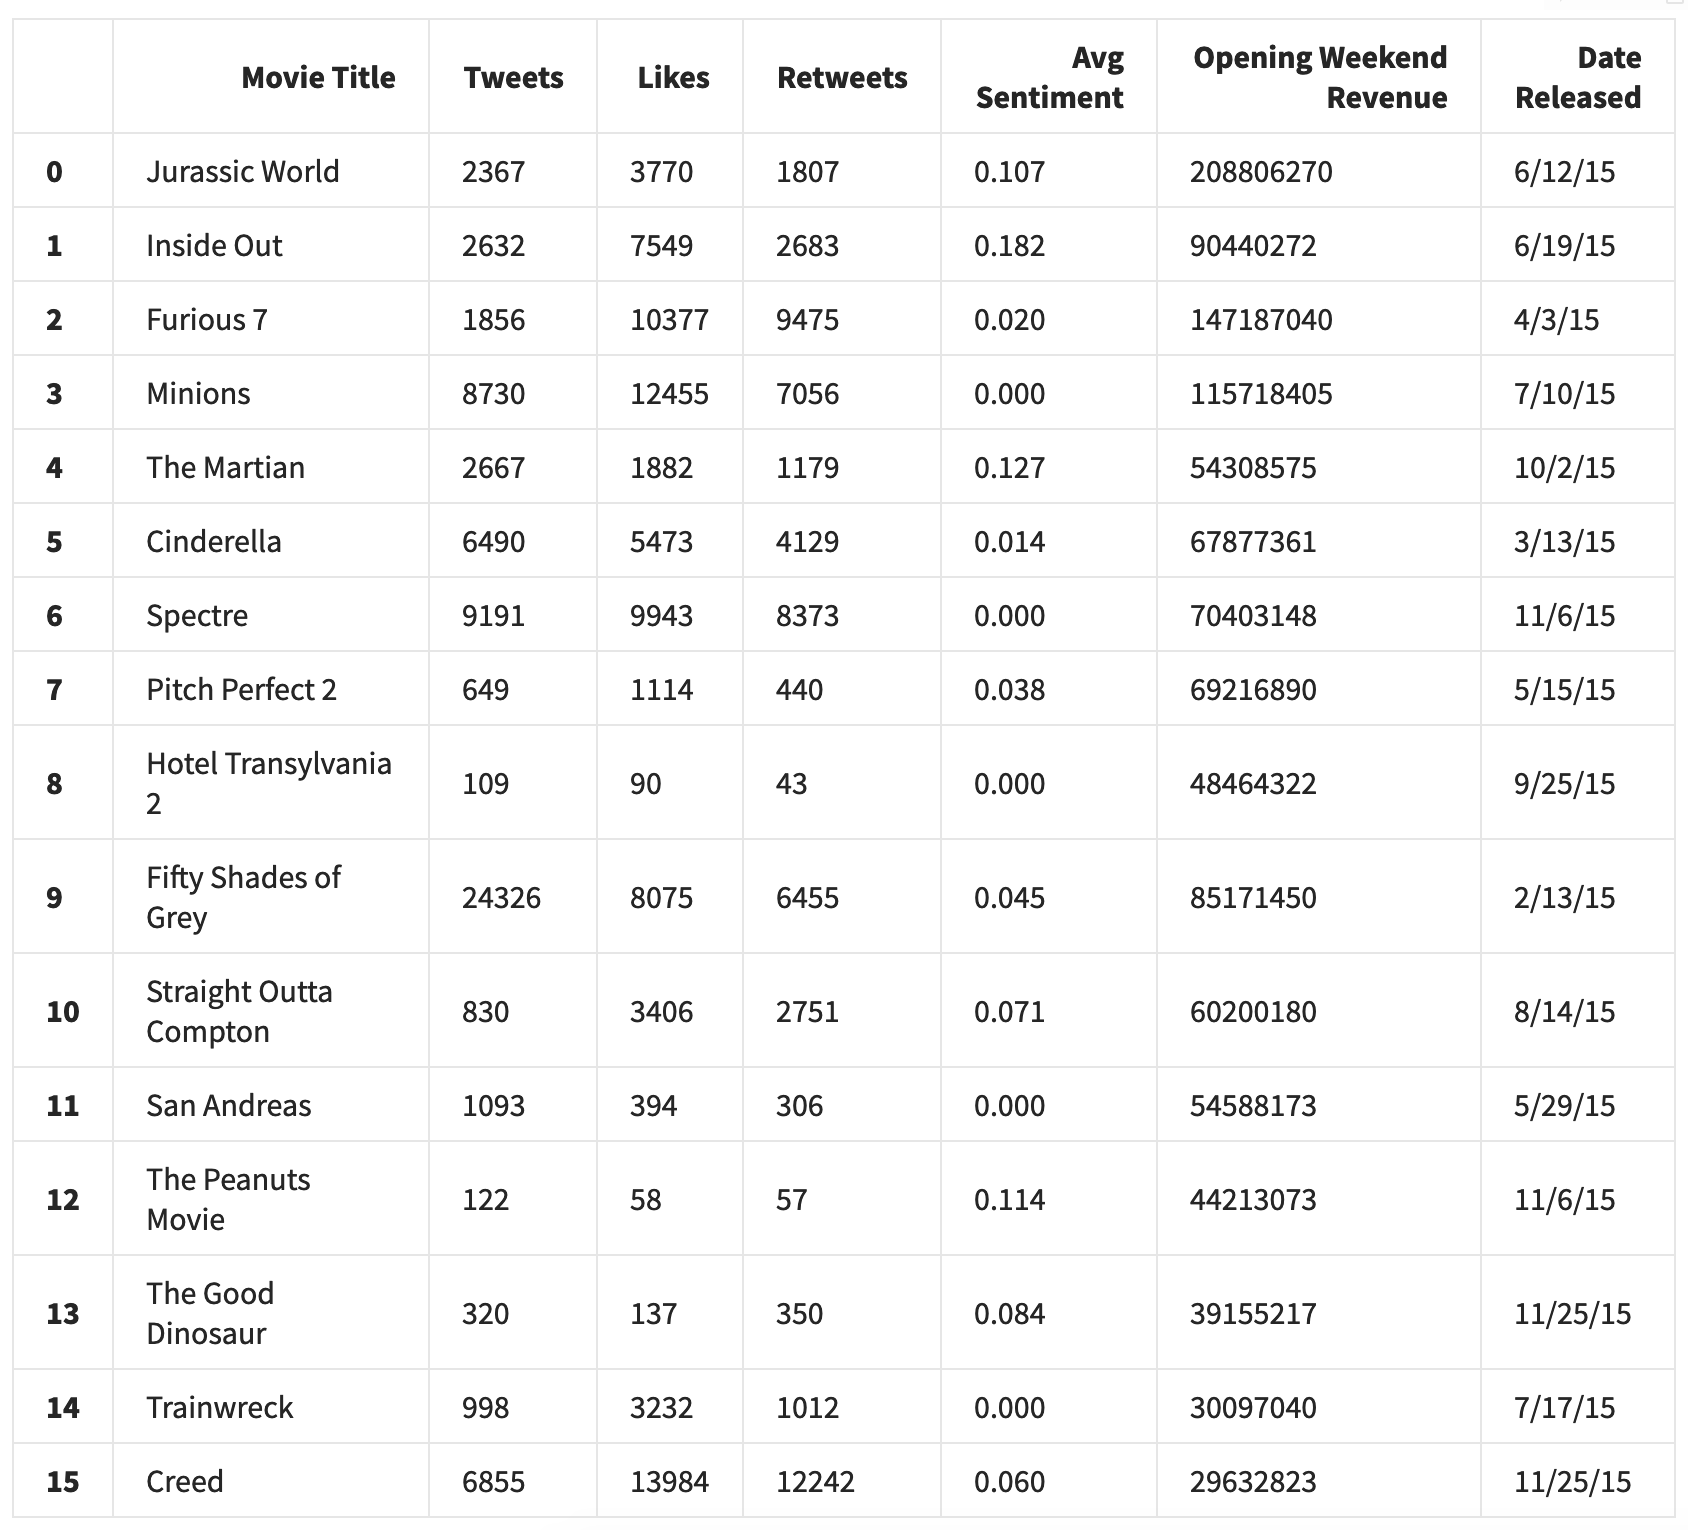 Movie Title Tweets Likes Retweets Avg Sentiment Opening Weekend Revenue Date Released
0 Jurassic World 2367 3770 1807 0.107 208806270 6/12/15
1 Inside Out 2632 7549 2683 0.182 90440272 6/19/15
2 Furious 7 1856 10377 9475 0.020 147187040 4/3/15
3 Minions 8730 12455 7056 0.000 115718405 7/10/15
4 The Martian 2667 1882 1179 0.127 54308575 10/2/15
5 Cinderella 6490 5473 4129 0.014 67877361 3/13/15
6 Spectre 9191 9943 8373 0.000 70403148 11/6/15
7 Pitch Perfect 2 649 1114 440 0.038 69216890 5/15/15
8 Hotel Transylvania 2 109 90 43 0.000 48464322 9/25/15
9 Fifty Shades of Grey 24326 8075 6455 0.045 85171450 2/13/15
10 Straight Outta Compton 830 3406 2751 0.071 60200180 8/14/15
11 San Andreas 1093 394 306 0.000 54588173 5/29/15
12 The Peanuts Movie 122 58 57 0.114 44213073 11/6/15
13 The Good Dinosaur 320 137 350 0.084 39155217 11/25/15
14 Trainwreck 998 3232 1012 0.000 30097040 7/17/15
15 Creed 6855 13984 12242 0.060 29632823 11/25/15